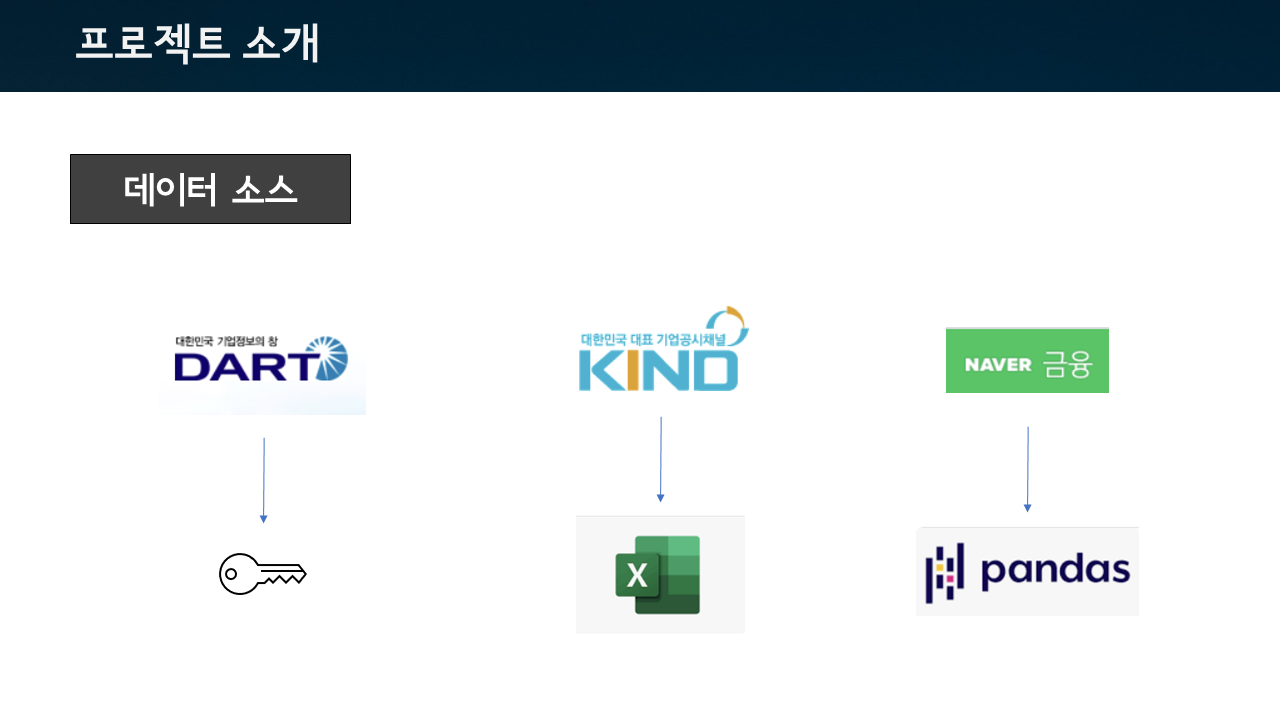 프로젝트 소개
데이터 소스
대한민국 기업정보의 창
DART
대한민국 대표 기업공시채널
KIND
NAVER 금융
X
pandas